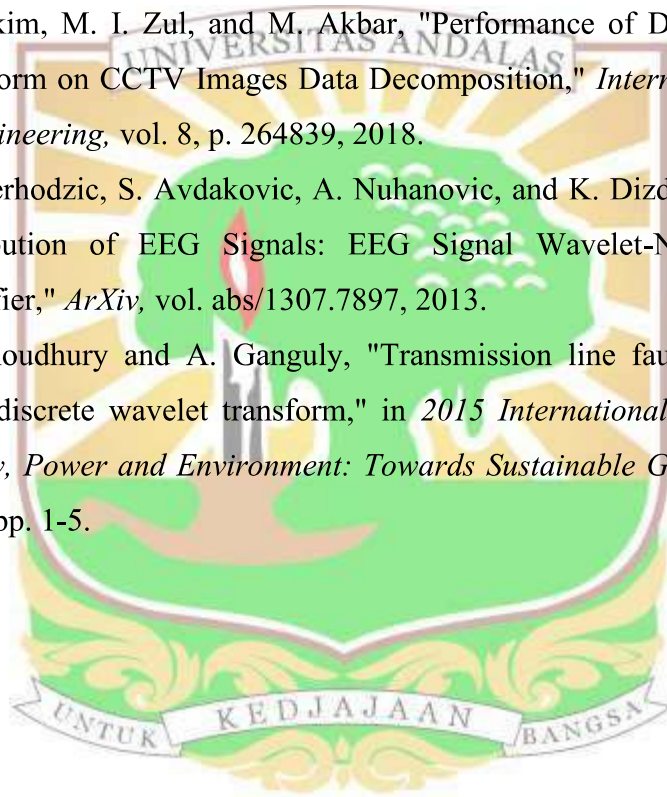 UNIVERSITAS ANDALAS
kim, M. I. Zul, and M. Akbar, "Performance of D
orm on CCTV Images Data Decomposition," Intern
ineering, vol. 8, p. 264839, 2018.
erhodzic, S. Avdakovic, A. Nuhanovic, and K. Dizd
bution of EEG Signals: EEG Signal Wavelet-N
fier," ArXiv, vol. abs/1307.7897, 2013.
houdhury and A. Ganguly, "Transmission line fau
discrete wavelet transform," in 2015 International
y, Power and Environment: Towards Sustainable G
pp. 1-5.
UNTUK KEDJAJAAN BANGSA